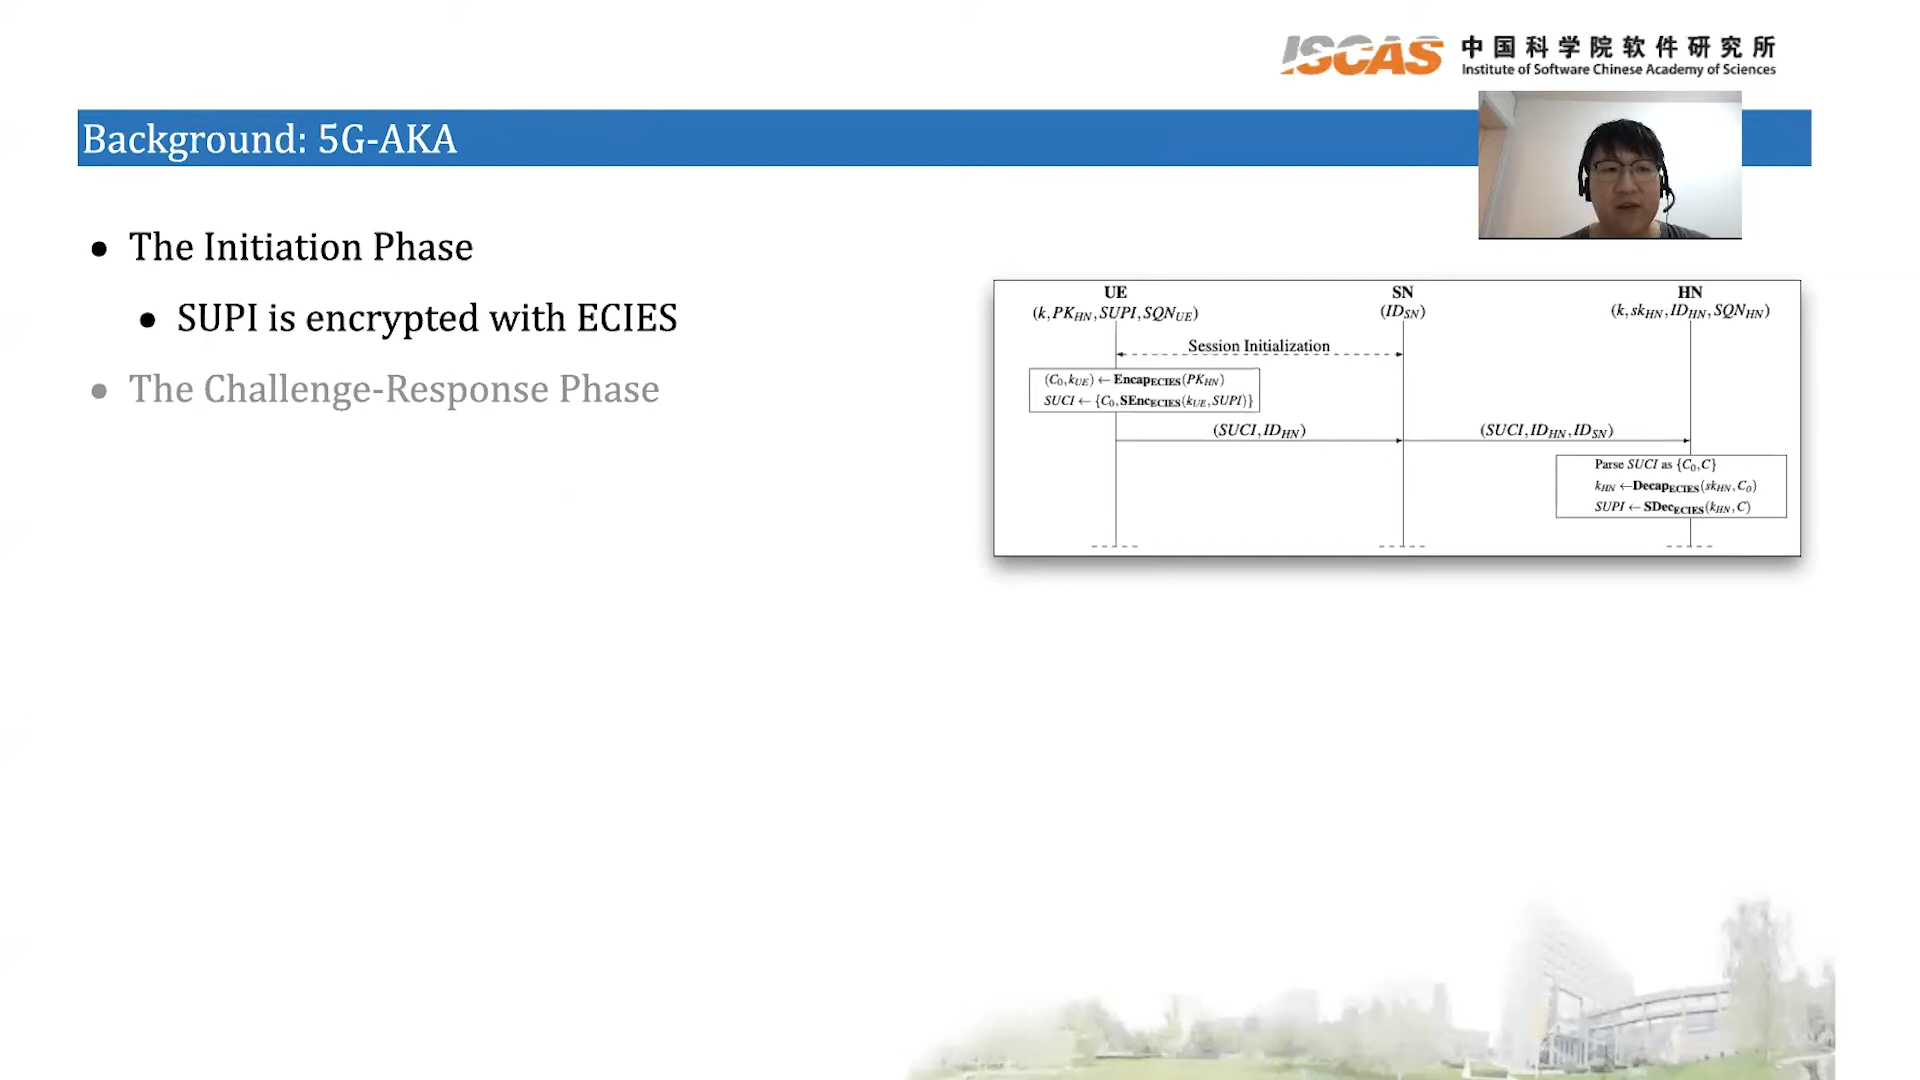 ISCAS 中国科学院软件研究所
Institute of Software Chinese Academy of Sciences
Background: 5G-AKA
● The Initiation Phase
● SUPI is encrypted with ECIES
● The Challenge-Response Phase
UE SN HN
(k,PK_HN,SUPI,SQN_UE) (ID_SN) (k,sk_HN,ID_HN,SQN_HN)
Session Initialization
(C_0,k_UE) ← Encap_ECIES(PK_HN)
SUCI ← {C_0,SEnc_ECIES(k_UE,SUPI)}
(SUCI,ID_HN) (SUCI,ID_HN,ID_SN)
Parse SUCI as {C_0,C}
k_HN ←Decap_ECIES(sk_HN,C_0)
SUPI ← SDec_ECIES(k_HN,C)